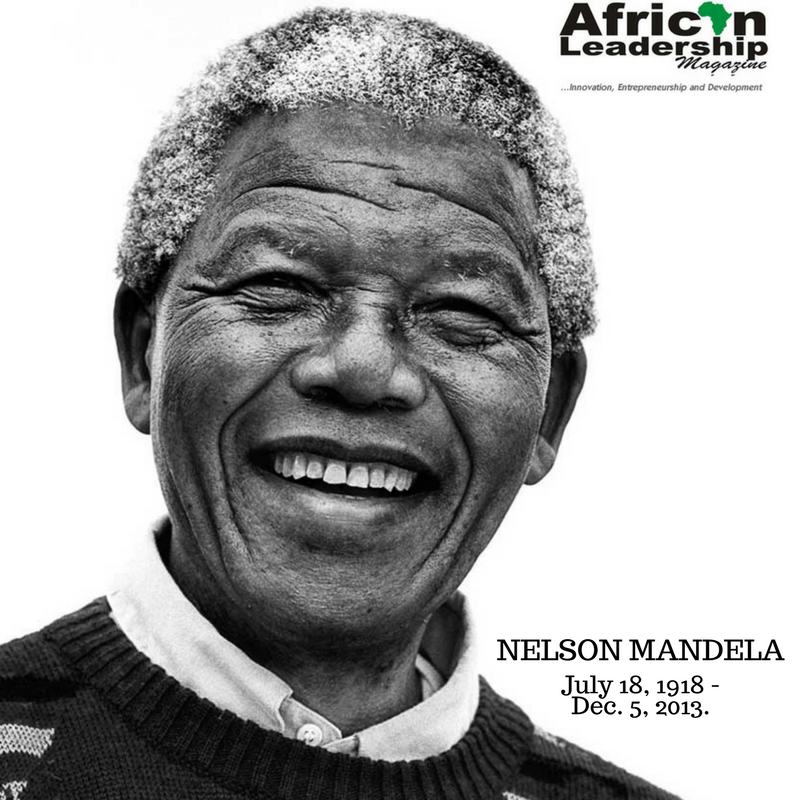 African
Leadership
Magazine
...Innovation, Entrepreneurship and Development
NELSON MANDELA
July 18, 1918 -
Dec. 5, 2013.